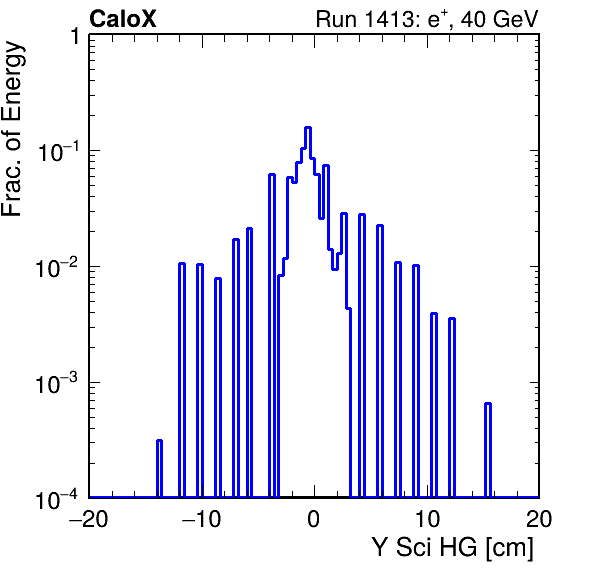 CaloX Run 1413: e⁺, 40 GeV
Frac. of Energy
1
10⁻¹
10⁻²
10⁻³
10⁻⁴
−20 −10 0 10 20
Y Sci HG [cm]